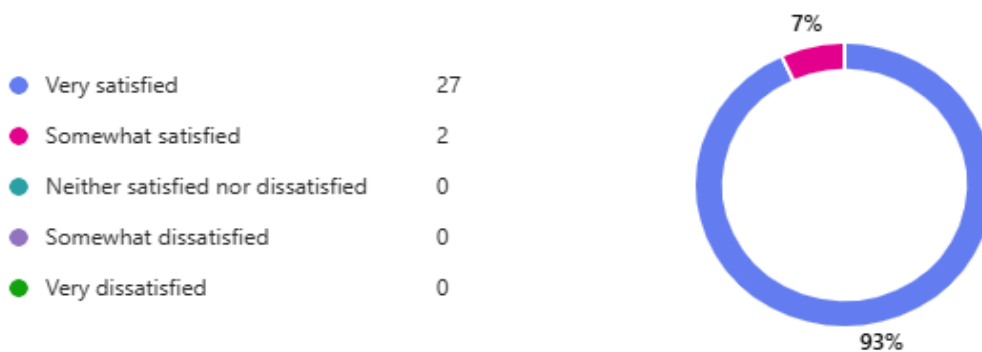 7%
Very satisfied 27
Somewhat satisfied 2
Neither satisfied nor dissatisfied 0
Somewhat dissatisfied 0
Very dissatisfied 0
93%